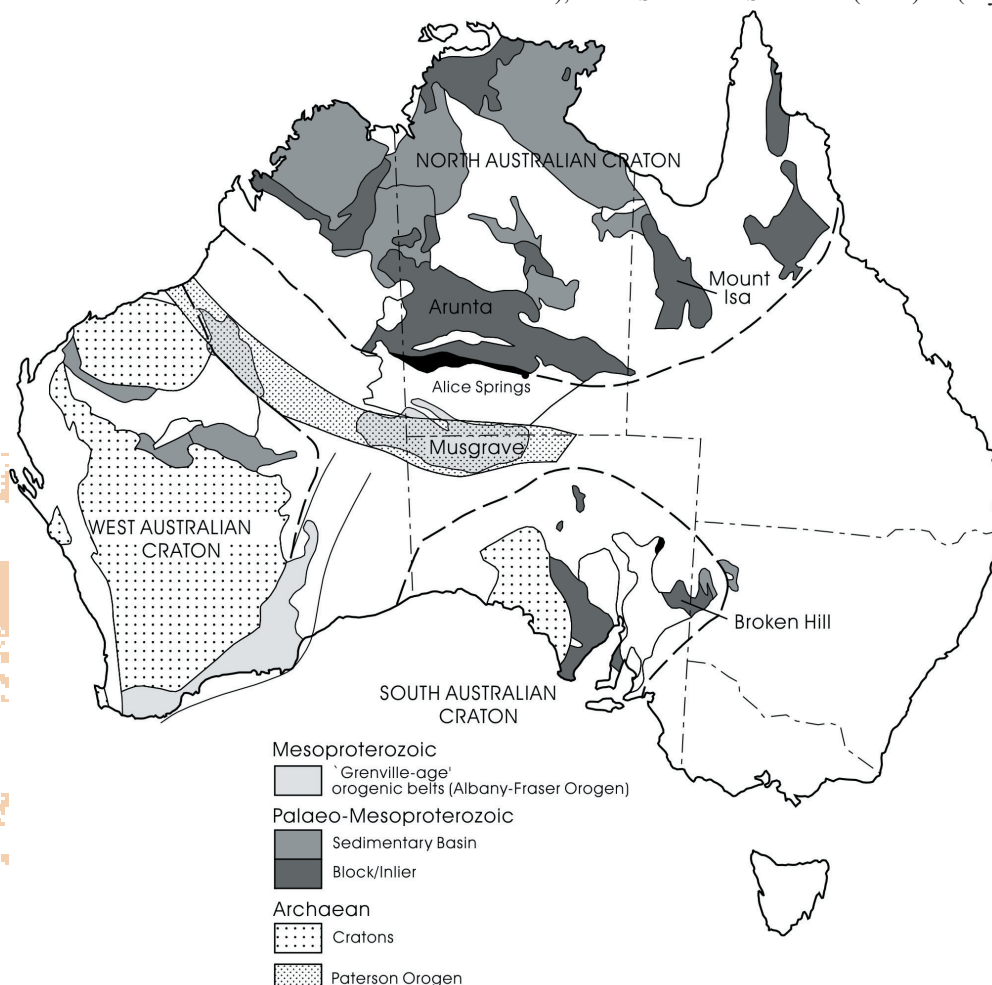 NORTH AUSTRALIAN CRATON
Mount
Isa
Arunta
Alice Springs
Musgrave
WEST AUSTRALIAN
CRATON
Broken Hill
SOUTH AUSTRALIAN
CRATON
Mesoproterozoic
`Grenville-age'
orogenic belts (Albany-Fraser Orogen)
Palaeo-Mesoproterozoic
Sedimentary Basin
Block/Inlier
Archaean
Cratons
Paterson Orogen